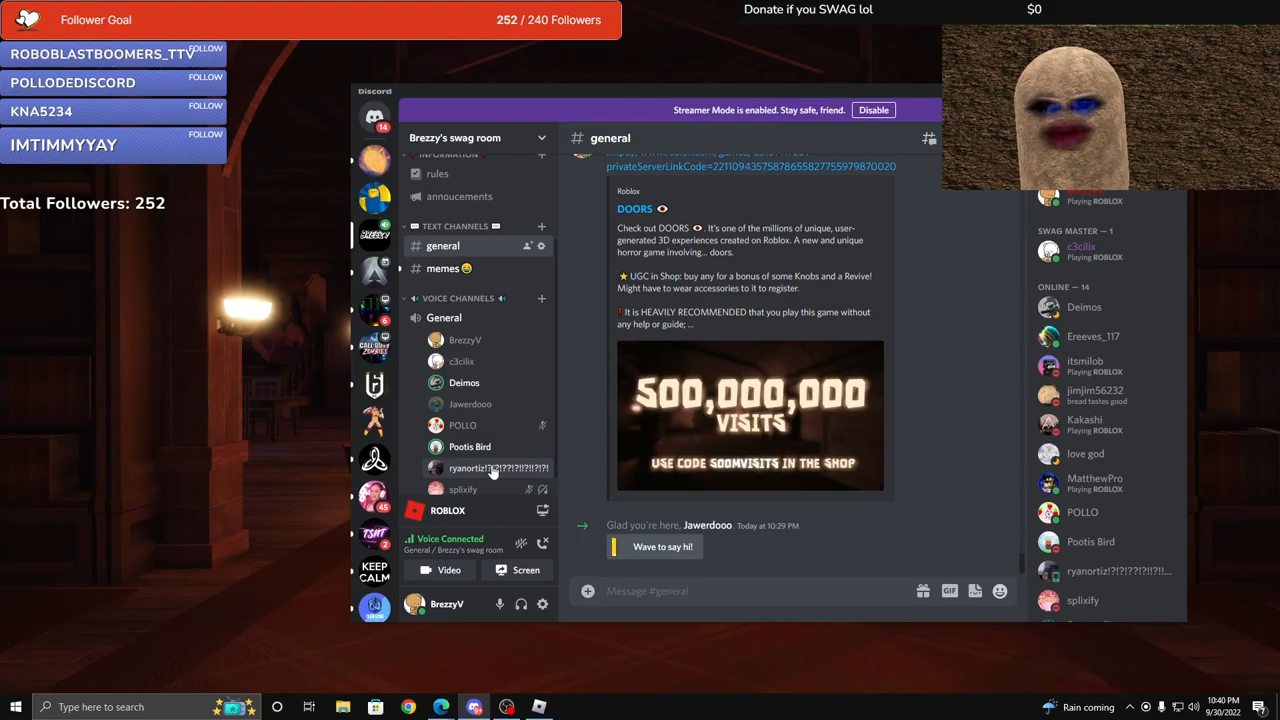 Follower Goal
252 / 240 Followers
Donate if you SWAG lol
$0
ROBOBLASTBOOMERS_TTV
FOLLOW
POLLODEDISCORD
FOLLOW
KNA5234
FOLLOW
IMTIMMYYAY
FOLLOW
Total Followers: 252
Discord
14
6
45
2
KEEP CALM
Streamer Mode is enabled. Stay safe, friend.
Disable
Brezzy's swag room
INFORMATION
rules
annoucements
TEXT CHANNELS
general
memes 😂
VOICE CHANNELS
General
BrezzyV
c3cilix
Deimos
Jawerdooo
POLLO
Pootis Bird
ryanortiz!?!?!??!?!!?!!?!?!
splixify
ROBLOX
Voice Connected
General / Brezzy's swag room
Video
Screen
BrezzyV
# general
privateServerLinkCode=22110943575878655827755979870020
Roblox
DOORS 👁
Check out DOORS 👁. It's one of the millions of unique, user-
generated 3D experiences created on Roblox. A new and unique
horror game involving... doors.
⭐ UGC in Shop: buy any for a bonus of some Knobs and a Revive!
Might have to wear accessories to it to register.
❗It is HEAVILY RECOMMENDED that you play this game without
any help or guide; ...
500,000,000
VISITS
USE CODE 500MVISITS IN THE SHOP
Glad you're here, Jawerdooo. Today at 10:29 PM
Wave to say hi!
Message #general
GIF
Playing ROBLOX
SWAG MASTER — 1
c3cilix
Playing ROBLOX
ONLINE — 14
Deimos
Ereeves_117
itsmilob
Playing ROBLOX
jimjim56232
bread tastes good
Kakashi
Playing ROBLOX
love god
MatthewPro
Playing ROBLOX
POLLO
Pootis Bird
ryanortiz!?!?!??!?!!?!!...
splixify
Type here to search
Rain coming
10:40 PM
9/30/2022
7